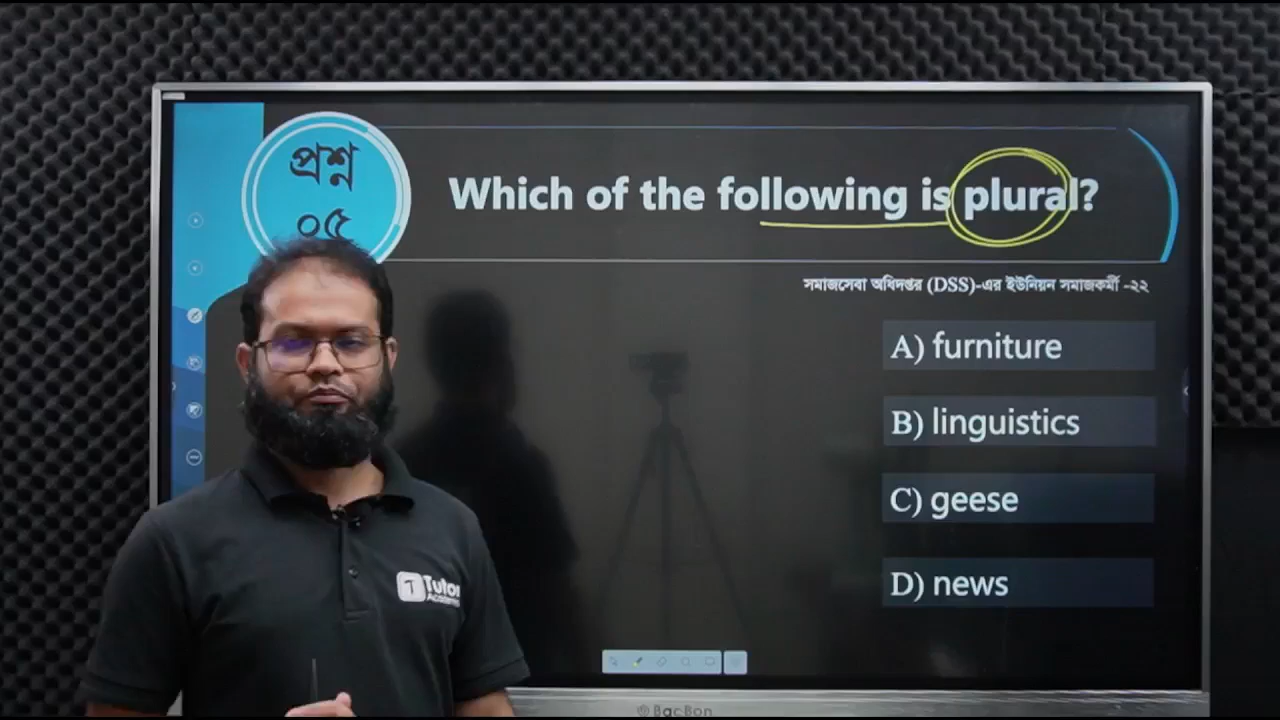 প্রশ্ন
০৫
Which of the following is plural?
সমাজসেবা অধিদপ্তর (DSS)-এর ইউনিয়ন সমাজকর্মী -২২
A) furniture
B) linguistics
C) geese
D) news
T Tutor
Academy
BacBon